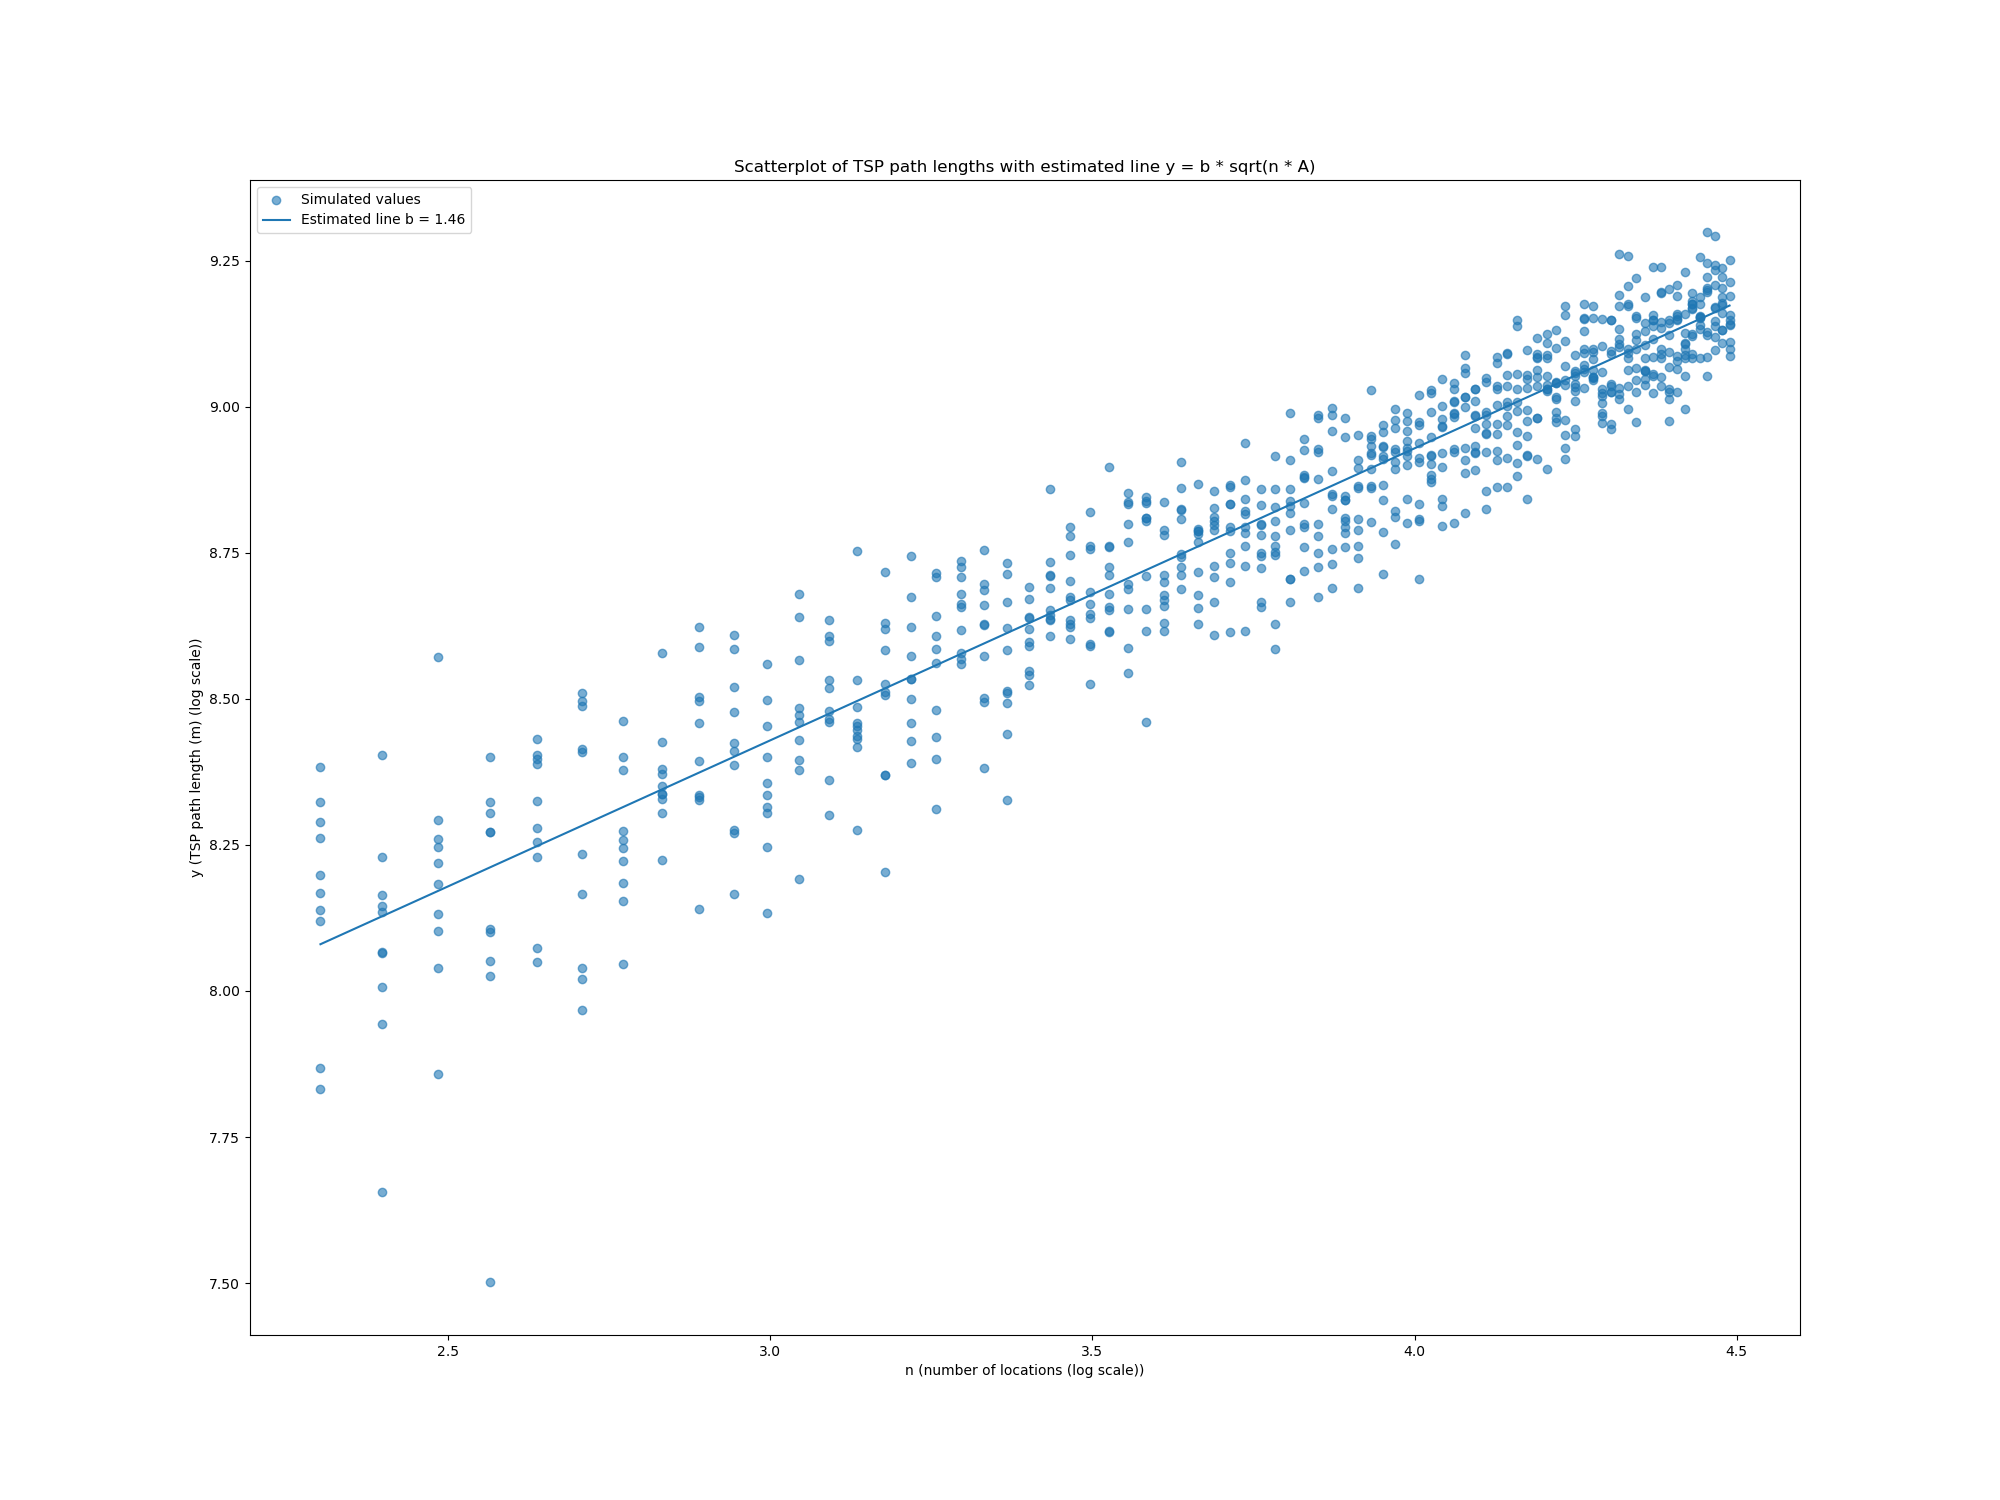 Scatterplot of TSP path lengths with estimated line y = b * sqrt(n * A)
Simulated values
Estimated line b = 1.46
9.25
9.00
8.75
8.50
8.25
8.00
7.75
7.50
y (TSP path length (m) (log scale))
2.5 3.0 3.5 4.0 4.5
n (number of locations (log scale))